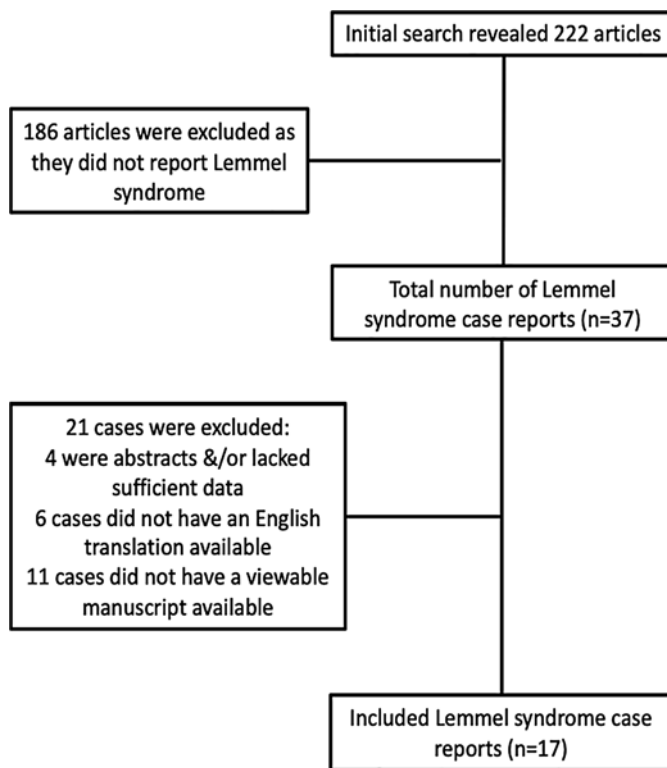 Initial search revealed 222 articles
186 articles were excluded as
they did not report Lemmel
syndrome
Total number of Lemmel
syndrome case reports (n=37)
21 cases were excluded:
4 were abstracts &/or lacked
sufficient data
6 cases did not have an English
translation available
11 cases did not have a viewable
manuscript available
Included Lemmel syndrome case
reports (n=17)